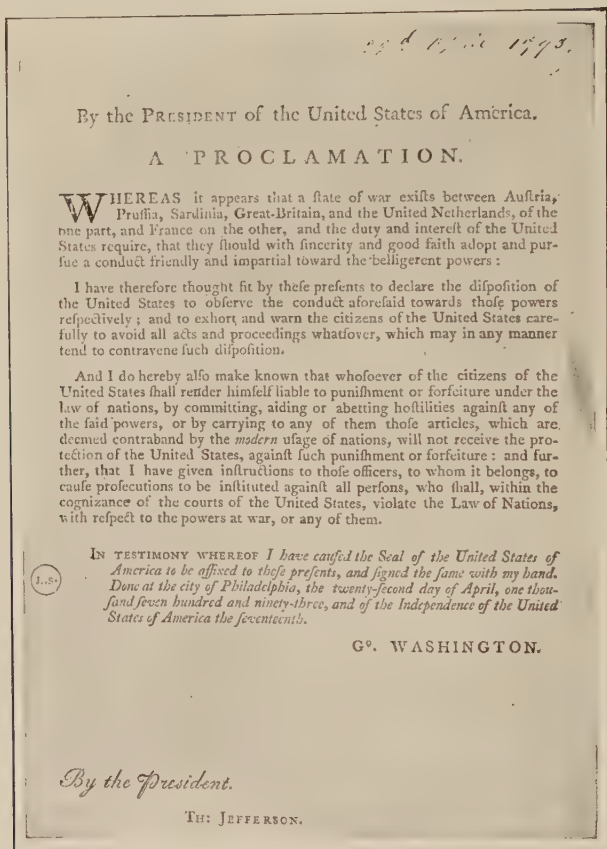 22d April 1793.
By the PRESIDENT of the United States of America.
A PROCLAMATION.
WHEREAS it appears that a ſtate of war exiſts between Auſtria,
Pruſſia, Sardinia, Great-Britain, and the United Netherlands, of the
one part, and France on the other, and the duty and intereſt of the United
States require, that they ſhould with ſincerity and good faith adopt and pur-
ſue a conduct friendly and impartial toward the belligerent powers :
I have therefore thought fit by theſe preſents to declare the diſpoſition of
the United States to obſerve the conduct aforeſaid towards thoſe powers
reſpectively ; and to exhort and warn the citizens of the United States care-
fully to avoid all acts and proceedings whatſover, which may in any manner
tend to contravene ſuch diſpoſition.
And I do hereby alſo make known that whoſoever of the citizens of the
United States ſhall render himſelf liable to puniſhment or forfeiture under the
law of nations, by committing, aiding or abetting hoſtilities againſt any of
the ſaid powers, or by carrying to any of them thoſe articles, which are
deemed contraband by the modern uſage of nations, will not receive the pro-
tection of the United States, againſt ſuch puniſhment or forfeiture : and fur-
ther, that I have given inſtructions to thoſe officers, to whom it belongs, to
cauſe proſecutions to be inſtituted againſt all perſons, who ſhall, within the
cognizance of the courts of the United States, violate the Law of Nations,
with reſpect to the powers at war, or any of them.
IN TESTIMONY WHEREOF I have cauſed the Seal of the United States of
America to be affixed to theſe preſents, and ſigned the ſame with my hand.
Done at the city of Philadelphia, the twenty-ſecond day of April, one thou-
ſand ſeven hundred and ninety-three, and of the Independence of the United
States of America the ſeventeenth.
Go. WASHINGTON.
By the President.
TH: JEFFERSON.